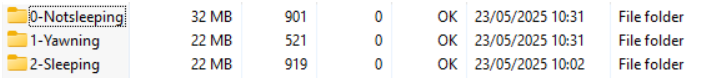 0-Notsleeping 32 MB 901 0 OK 23/05/2025 10:31 File folder
1-Yawning 22 MB 521 0 OK 23/05/2025 10:31 File folder
2-Sleeping 22 MB 919 0 OK 23/05/2025 10:02 File folder